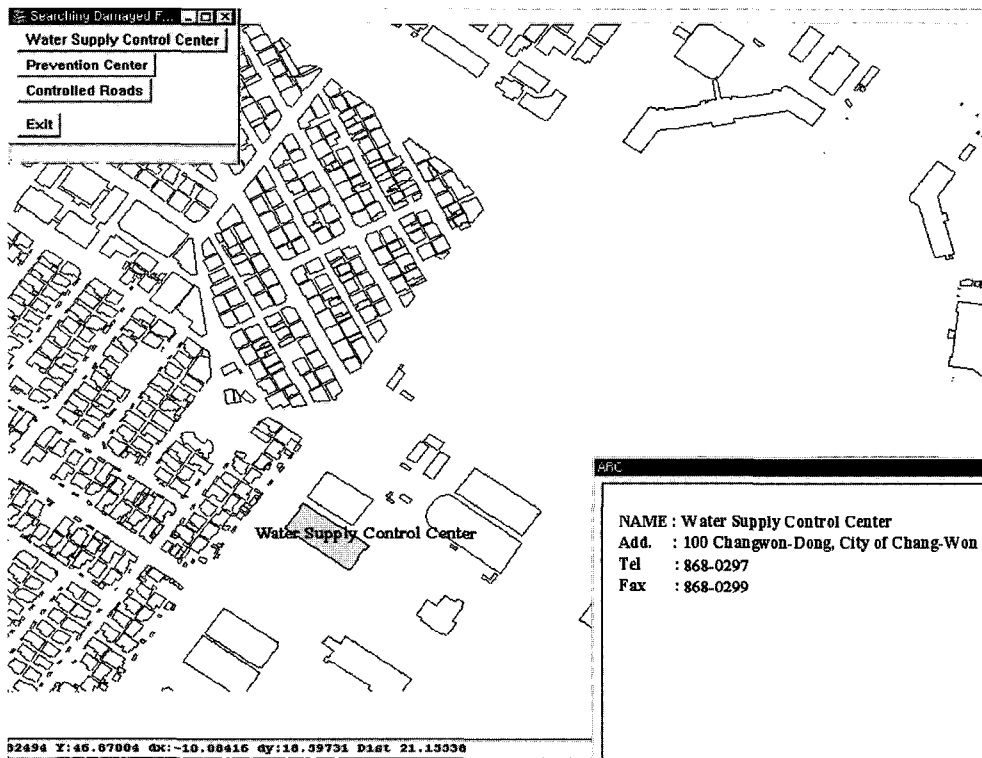 Searching Damaged F...
Water Supply Control Center
Prevention Center
Controlled Roads
Exit
Water Supply Control Center
ARC
NAME : Water Supply Control Center
Add. : 100 Changwon-Dong, City of Chang-Won
Tel : 868-0297
Fax : 868-0299
82494 Y:46.67004 dx:-10.08416 dy:18.59731 Dist 21.15338